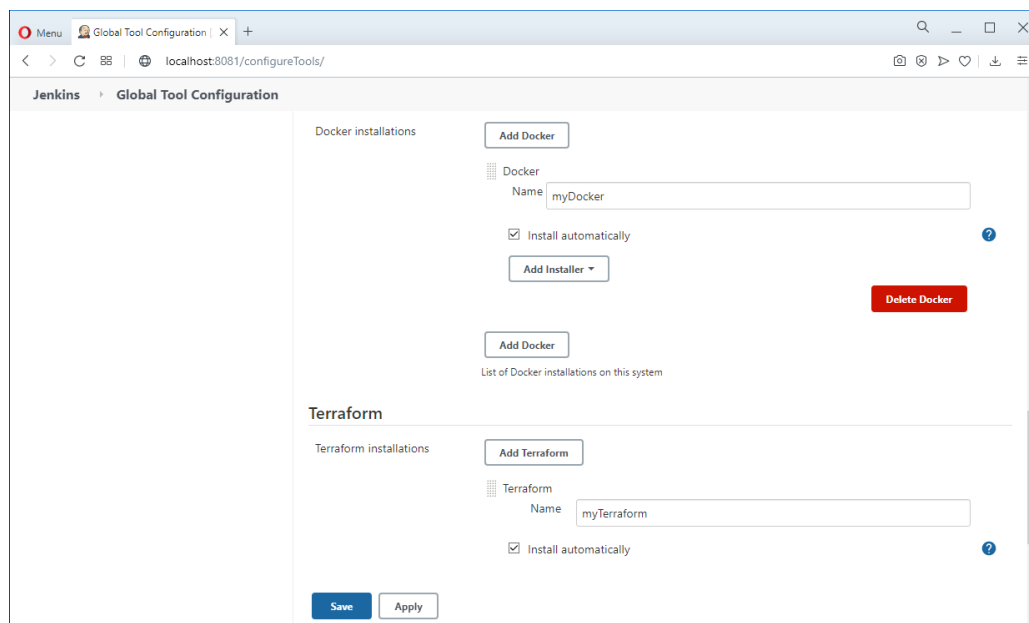 Menu
Global Tool Configuration
localhost:8081/configureTools/
Jenkins
Global Tool Configuration
Docker installations
Add Docker
Docker
Name
myDocker
Install automatically
?
Add Installer
Delete Docker
Add Docker
List of Docker installations on this system
Terraform
Terraform installations
Add Terraform
Terraform
Name
myTerraform
Install automatically
?
Save
Apply